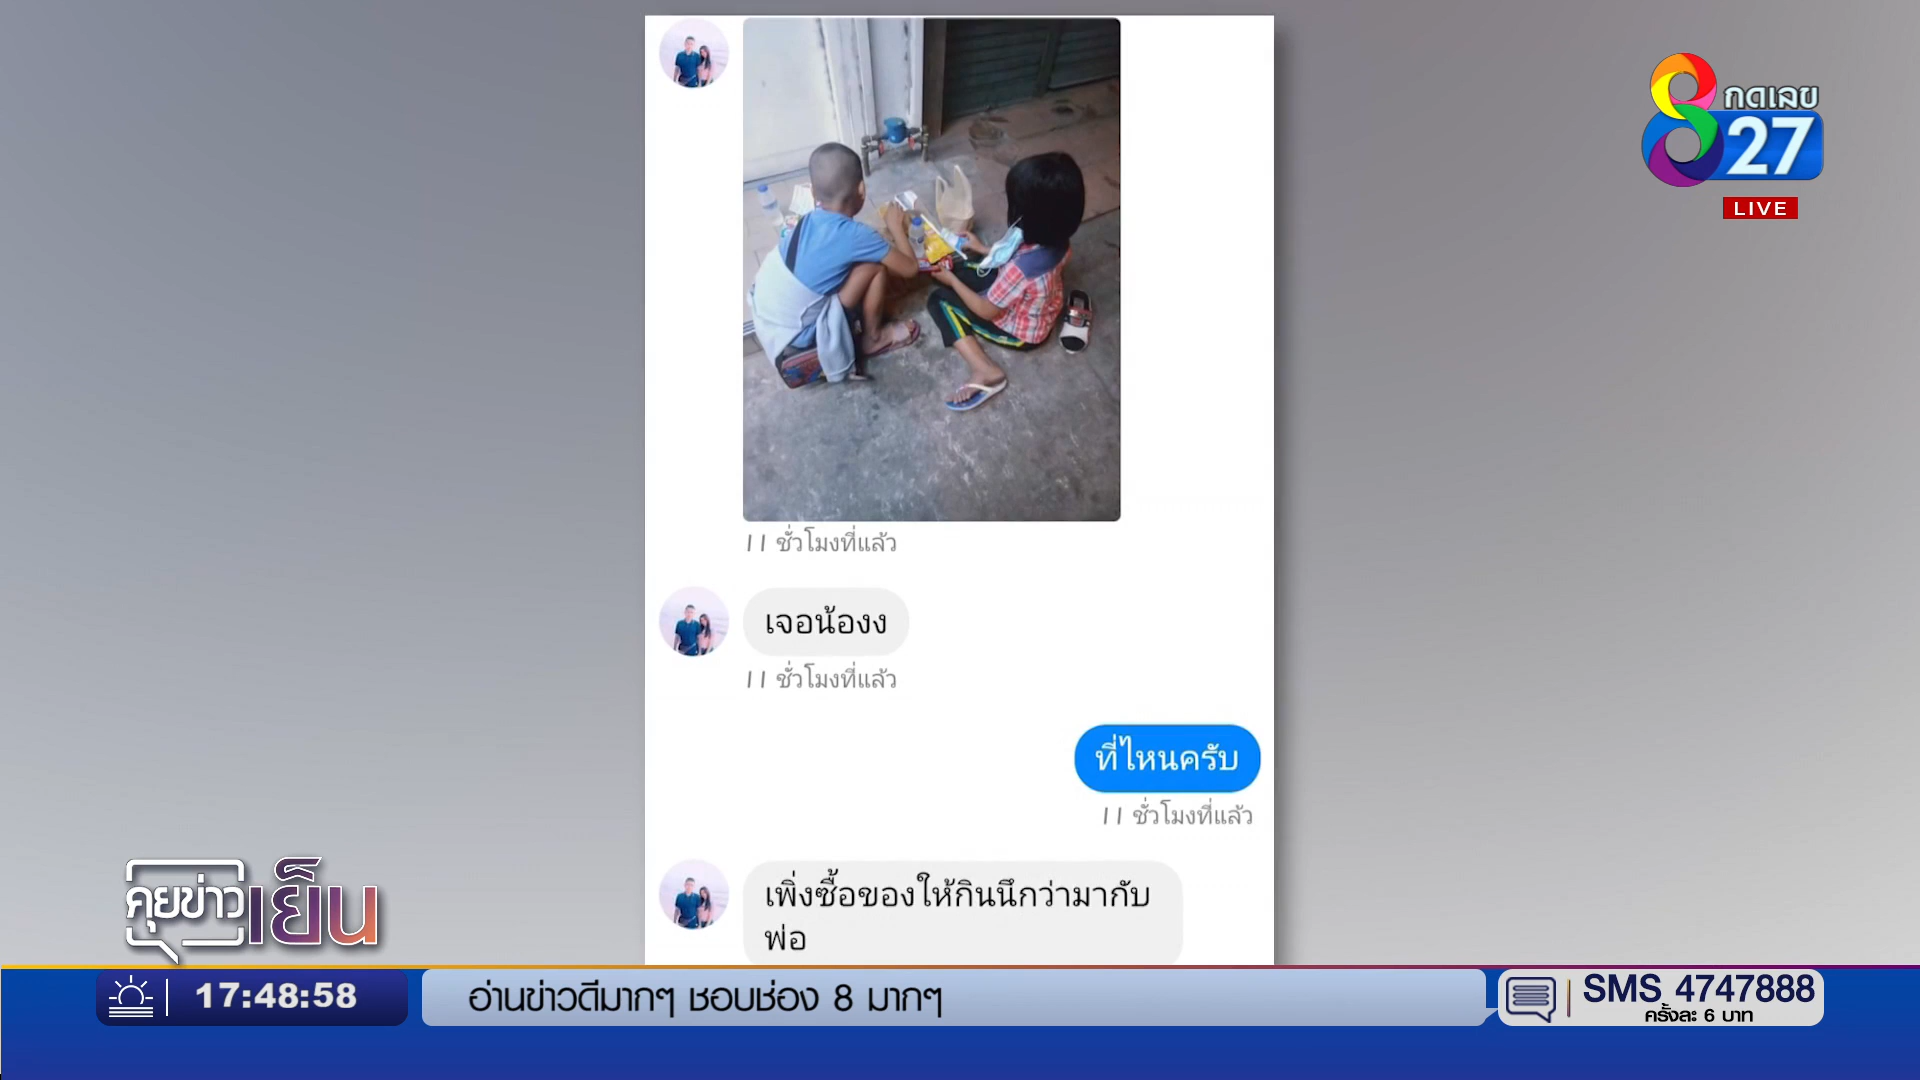 กดเลข
27
LIVE
11 ชั่วโมงที่แล้ว
เจอน้องง
11 ชั่วโมงที่แล้ว
ที่ไหนครับ
11 ชั่วโมงที่แล้ว
เพิ่งซื้อของให้กินนึกว่ามากับ
พ่อ
คุยข่าว
เย็น
17:48:58
อ่านข่าวดีมากๆ ชอบช่อง 8 มากๆ
SMS 4747888
ครั้งละ 6 บาท